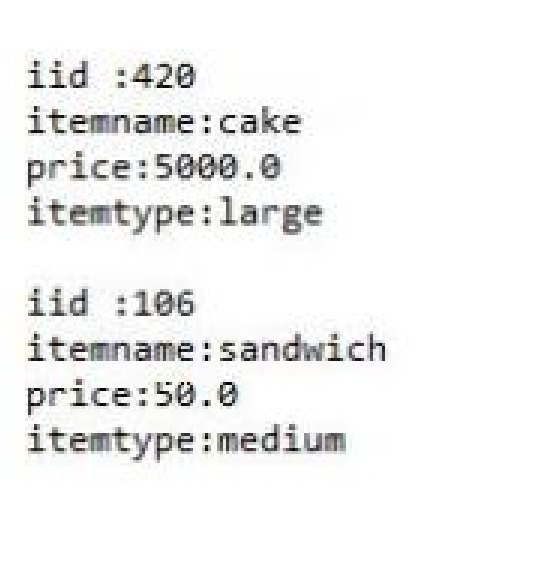 iid :420
itemname:cake
price:5000.0
itemtype:large
iid :106
itemname:sandwich
price:50.0
itemtype:medium